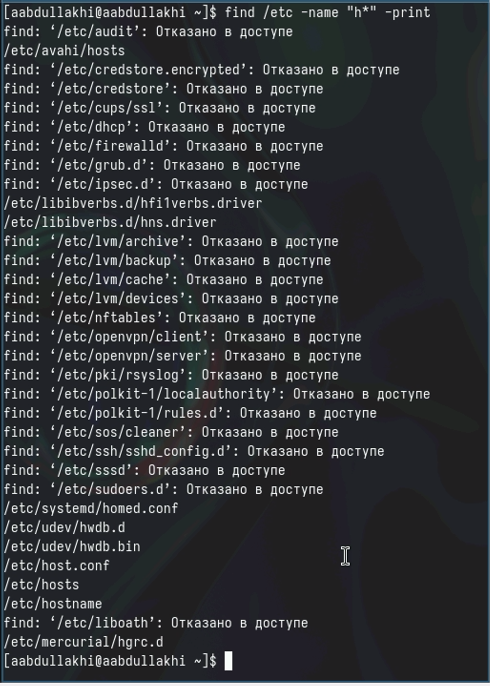 [aabdullakhi@aabdullakhi ~]$ find /etc -name "h*" -print
find: ‘/etc/audit’: Отказано в доступе
/etc/avahi/hosts
find: ‘/etc/credstore.encrypted’: Отказано в доступе
find: ‘/etc/credstore’: Отказано в доступе
find: ‘/etc/cups/ssl’: Отказано в доступе
find: ‘/etc/dhcp’: Отказано в доступе
find: ‘/etc/firewalld’: Отказано в доступе
find: ‘/etc/grub.d’: Отказано в доступе
find: ‘/etc/ipsec.d’: Отказано в доступе
/etc/libibverbs.d/hfi1verbs.driver
/etc/libibverbs.d/hns.driver
find: ‘/etc/lvm/archive’: Отказано в доступе
find: ‘/etc/lvm/backup’: Отказано в доступе
find: ‘/etc/lvm/cache’: Отказано в доступе
find: ‘/etc/lvm/devices’: Отказано в доступе
find: ‘/etc/nftables’: Отказано в доступе
find: ‘/etc/openvpn/client’: Отказано в доступе
find: ‘/etc/openvpn/server’: Отказано в доступе
find: ‘/etc/pki/rsyslog’: Отказано в доступе
find: ‘/etc/polkit-1/localauthority’: Отказано в доступе
find: ‘/etc/polkit-1/rules.d’: Отказано в доступе
find: ‘/etc/sos/cleaner’: Отказано в доступе
find: ‘/etc/ssh/sshd_config.d’: Отказано в доступе
find: ‘/etc/sssd’: Отказано в доступе
find: ‘/etc/sudoers.d’: Отказано в доступе
/etc/systemd/homed.conf
/etc/udev/hwdb.d
/etc/udev/hwdb.bin
/etc/host.conf
/etc/hosts
/etc/hostname
find: ‘/etc/liboath’: Отказано в доступе
/etc/mercurial/hgrc.d
[aabdullakhi@aabdullakhi ~]$